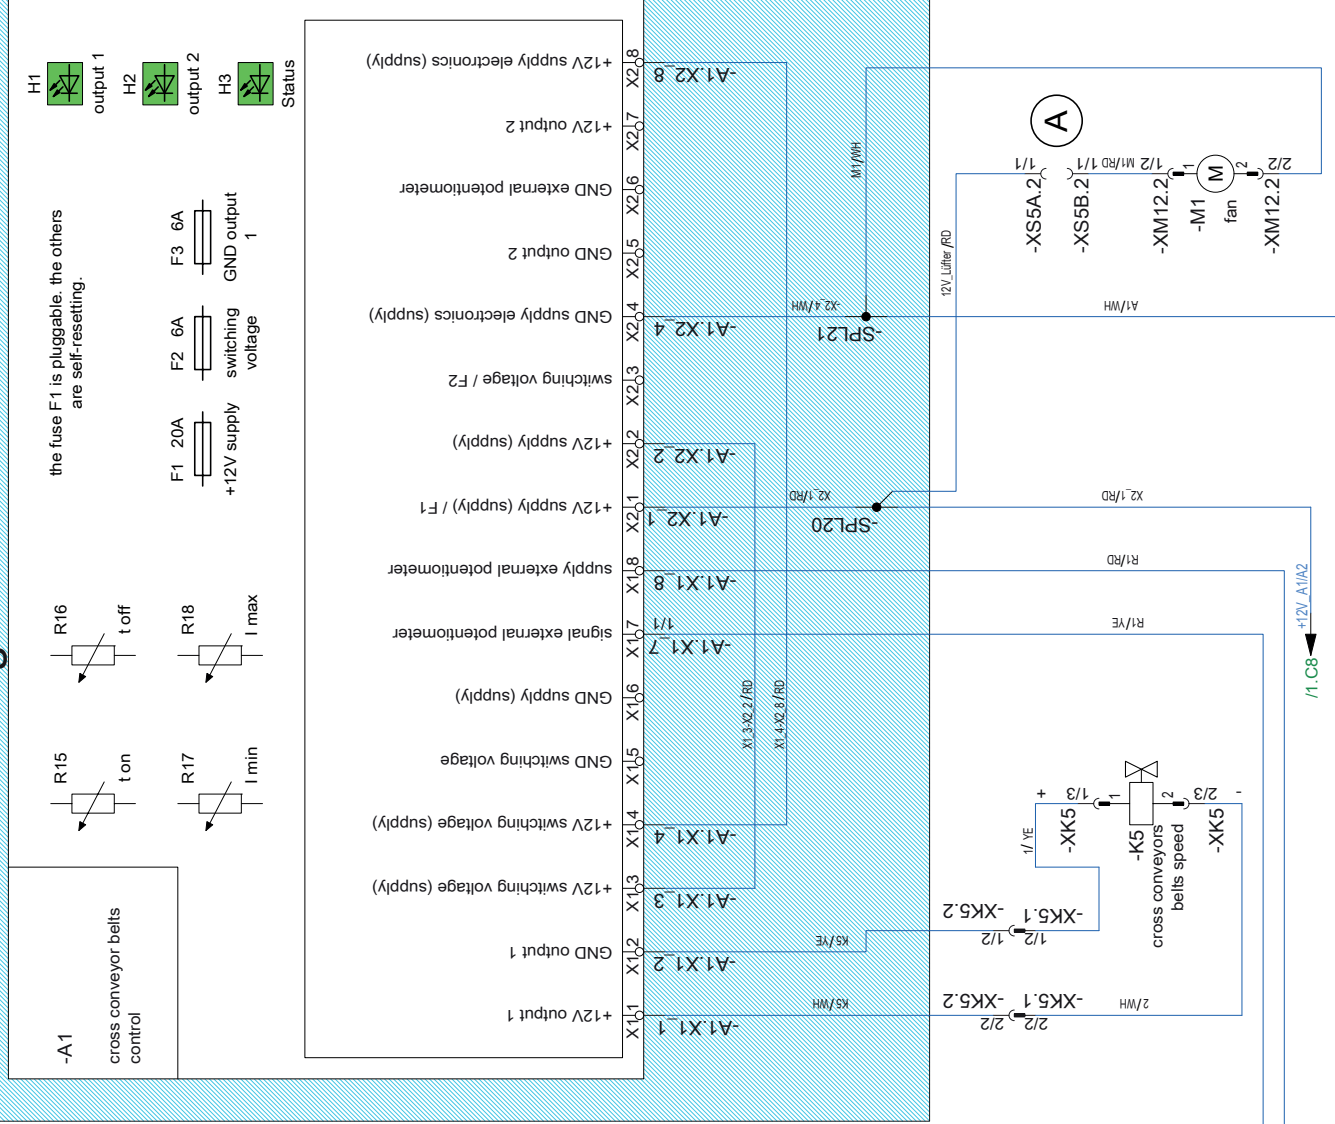 H1
output 1
H2
output 2
H3
Status
the fuse F1 is pluggable. the others
are self-resetting.
F3 6A
GND output
1
F2 6A
switching
voltage
F1 20A
+12V supply
R16
t off
R18
I max
R15
t on
R17
I min
-A1
cross conveyor belts
control
+12V supply electronics (supply)
X2 8
-A1.X2_8
+12V output 2
X2 7
GND external potentiometer
X2 6
GND output 2
X2 5
GND supply electronics (supply)
X2 4
-A1.X2_4
switching voltage / F2
X2 3
+12V supply (supply)
X2 2
-A1.X2_2
+12V supply (supply) / F1
X2 1
-A1.X2_1
supply external potentiometer
X1 8
-A1.X1_8
signal external potentiometer
X1 7
1/1
-A1.X1_7
GND supply (supply)
X1 6
GND switching voltage
X1 5
+12V switching voltage (supply)
X1 4
-A1.X1_4
+12V switching voltage (supply)
X1 3
-A1.X1_3
GND output 1
X1 2
-A1.X1_2
+12V output 1
X1 1
-A1.X1_1
M1/WH
-X2_4/WH
-SPL21
12V_Lüfter/RD
A1/WH
X2_1/RD
-SPL20
X2_1/RD
R1/RD
R1/YE
X1_3-X2_2/RD
X1_4-X2_8/RD
+12V_A1/A2
/1.C8
A
1/1
-XS5A.2
1/1
-XS5B.2
M1/RD
1/2
-XM12.2
1
-M1
M
fan
2
2/2
-XM12.2
K5/YE
-XK5.2
1/2
-XK5.1
1/2
1/ YE
+
1/3
-XK5
1
-K5
cross conveyors
belts speed
2
2/3
-
-XK5
K5/WH
-XK5.2
2/2
-XK5.1
2/2
2/WH